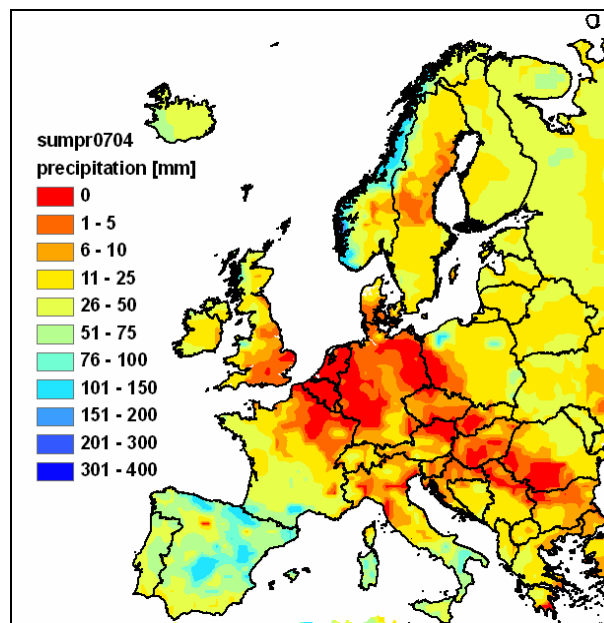 a
sumpr0704
precipitation [mm]
0
1 - 5
6 - 10
11 - 25
26 - 50
51 - 75
76 - 100
101 - 150
151 - 200
201 - 300
301 - 400